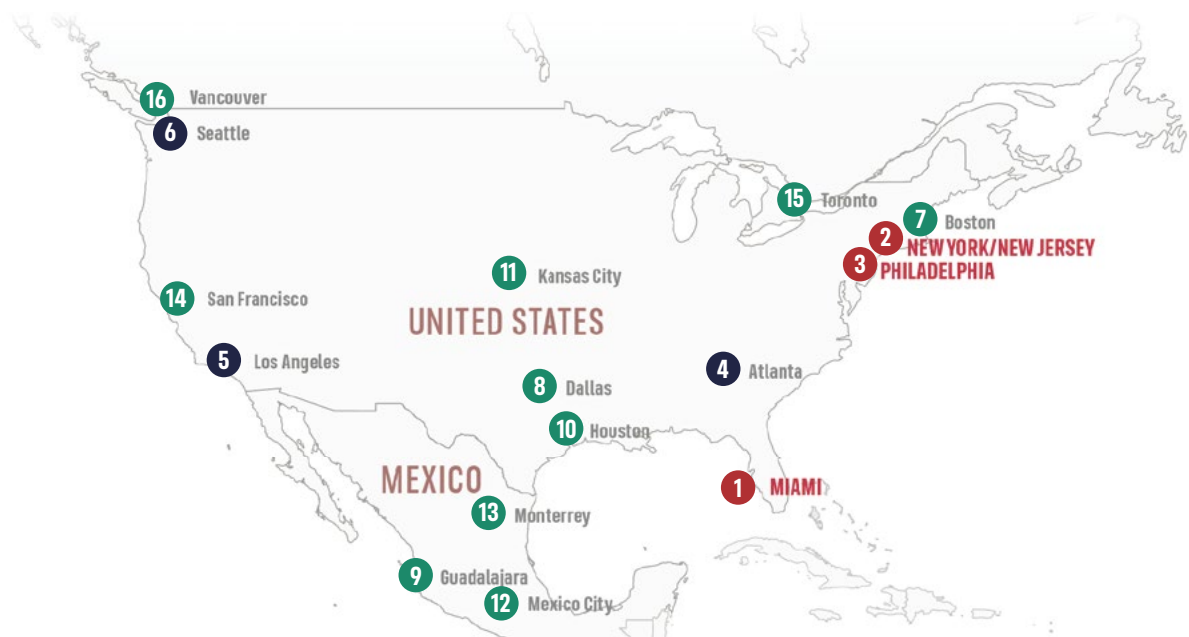 16 Vancouver
6 Seattle
15 Toronto
7 Boston
2 NEW YORK/NEW JERSEY
3 PHILADELPHIA
11 Kansas City
14 San Francisco
UNITED STATES
5 Los Angeles
4 Atlanta
8 Dallas
10 Houston
MEXICO
1 MIAMI
13 Monterrey
9 Guadalajara
12 Mexico City